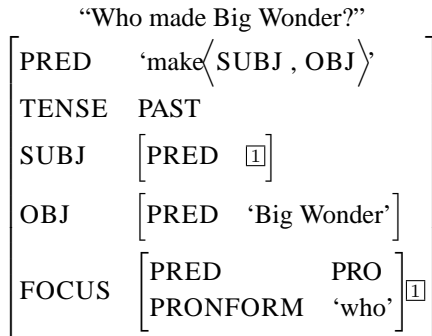 “Who made Big Wonder?”
PRED ‘make⟨SUBJ , OBJ⟩’
TENSE PAST
SUBJ [PRED 1]
OBJ [PRED ‘Big Wonder’]
FOCUS [PRED PRO
PRONFORM ‘who’] 1